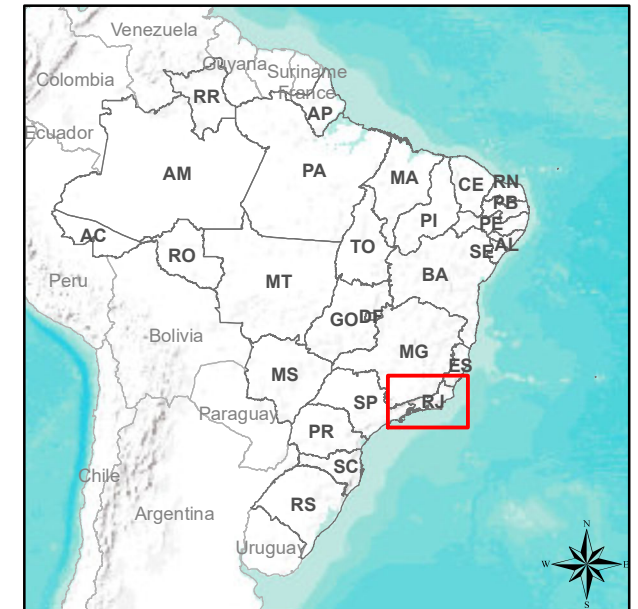 Venezuela
Guyana
Suriname
Colombia
France
RR
AP
Ecuador
AM
PA
MA
CE
RN
PB
PI
PE
AL
AC
RO
TO
SE
BA
Peru
MT
GO
DF
Bolivia
MG
ES
MS
SP
RJ
Paraguay
PR
SC
Chile
RS
Argentina
Uruguay
N
W
E
S